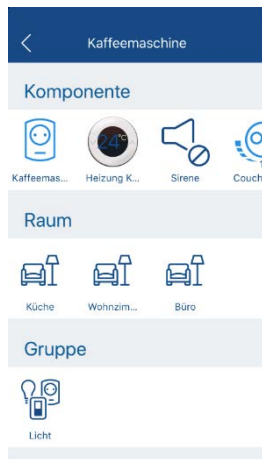 Kaffeemaschine
Komponente
24°C
Kaffeemas... Heizung K... Sirene Couch
Raum
Küche Wohnzim... Büro
Gruppe
Licht